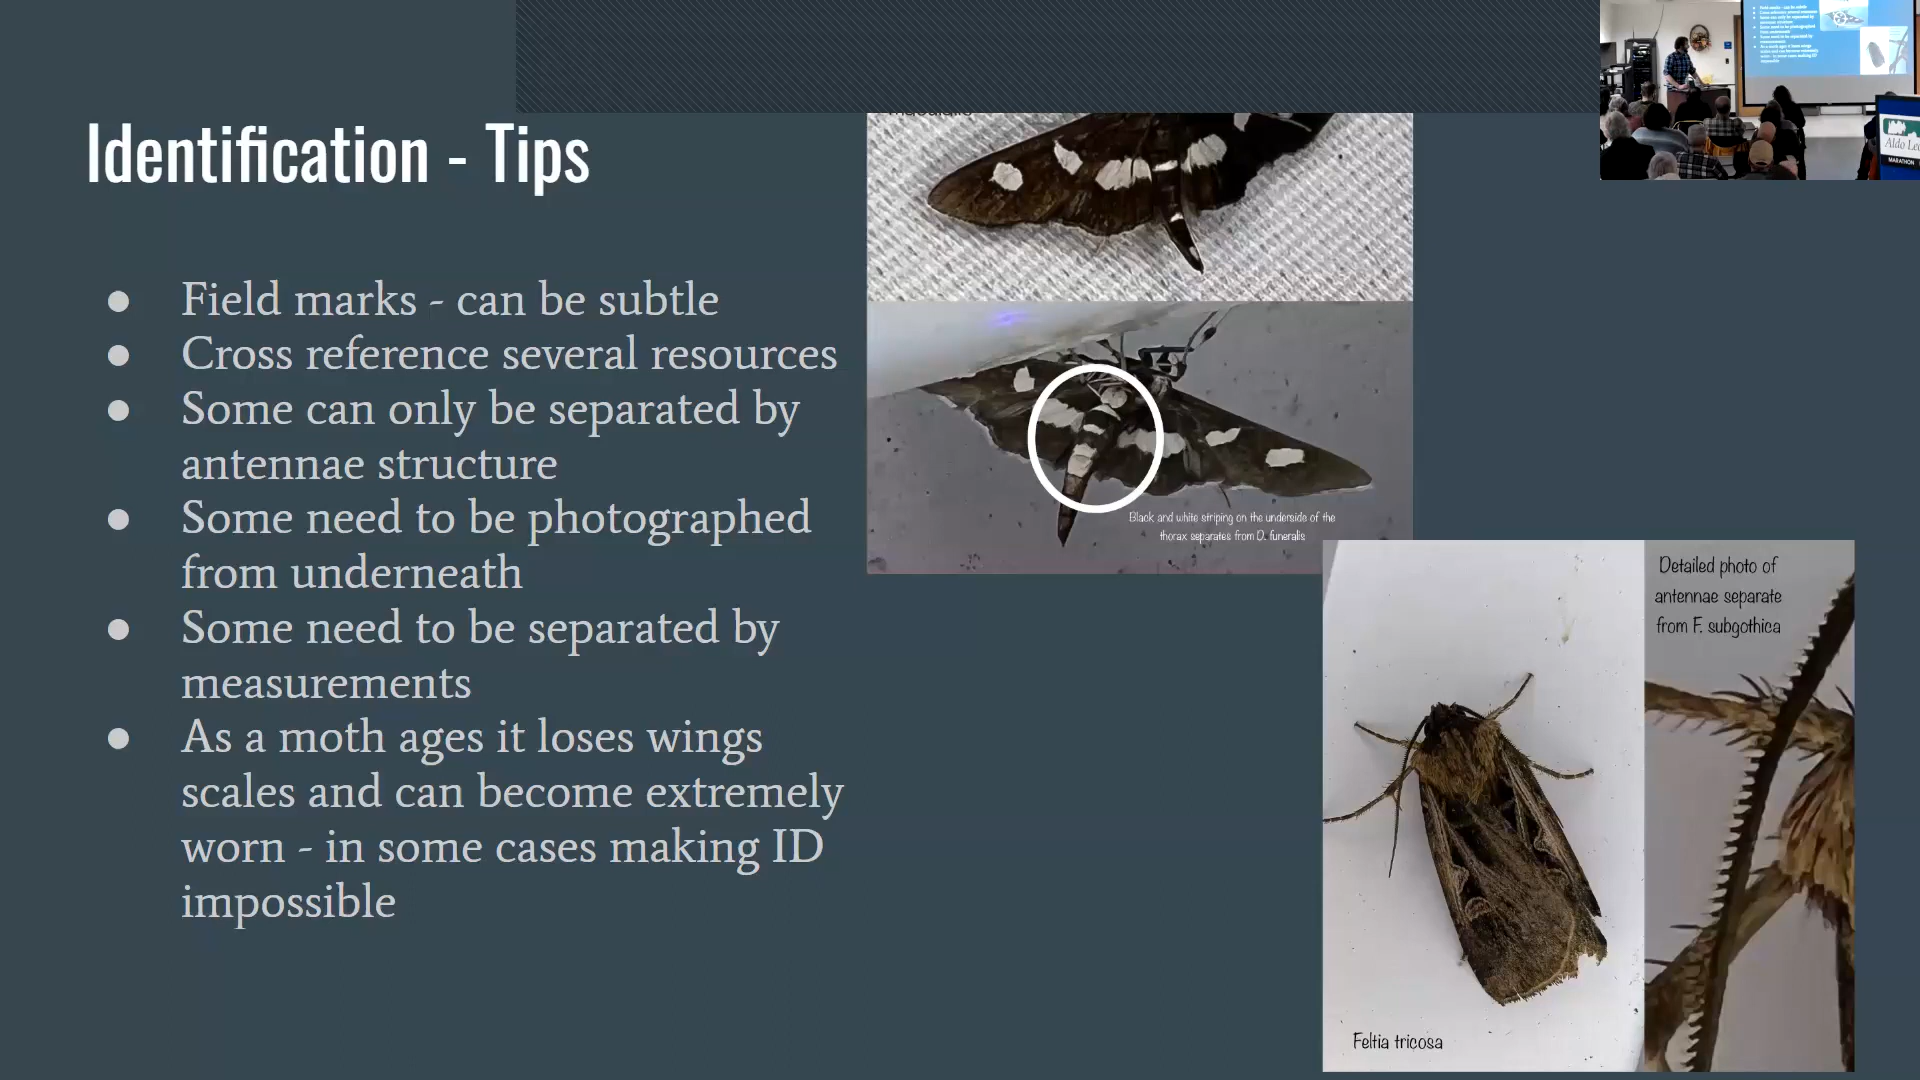 Identification - Tips
● Field marks - can be subtle
● Cross reference several resources
● Some can only be separated by
antennae structure
● Some need to be photographed
from underneath
● Some need to be separated by
measurements
● As a moth ages it loses wings
scales and can become extremely
worn - in some cases making ID
impossible
Black and white striping on the underside of the
thorax separates from D. funeralis
Detailed photo of
antennae separate
from F. subgothica
Feltia tricosa
Aldo Leo
MARATHON